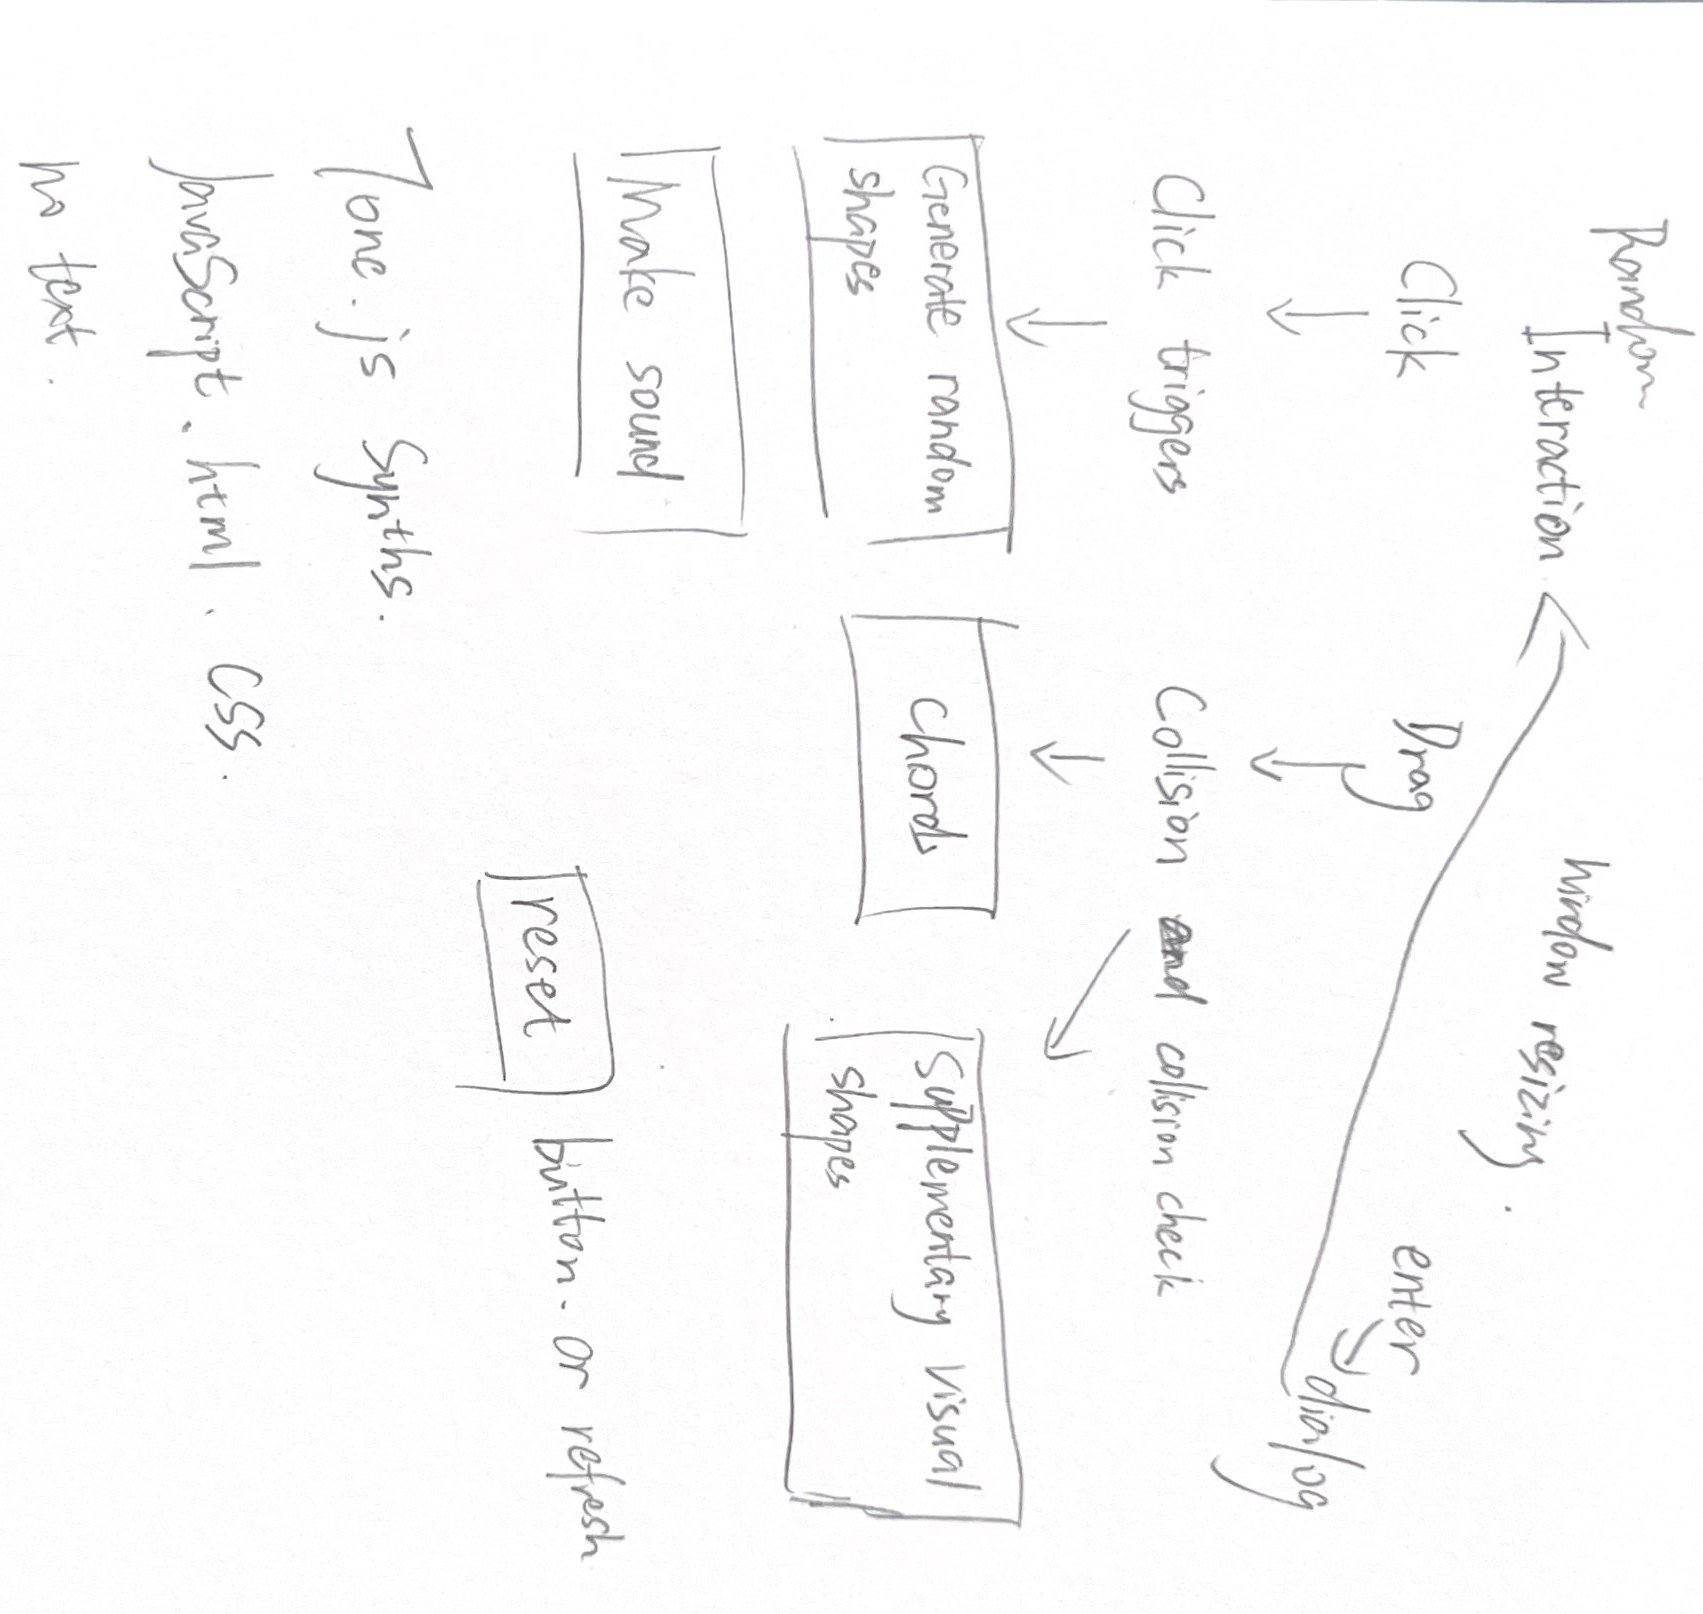 Random
Interaction
window resizing.
Click
Drag
enter
dialog
Click triggers
Collision and collision check
Generate random
shapes
Chords
Supplementary visual
shapes
Make sound
reset
button. or refresh
Tone.js Synths.
JavaScript. html. CSS.
no text.